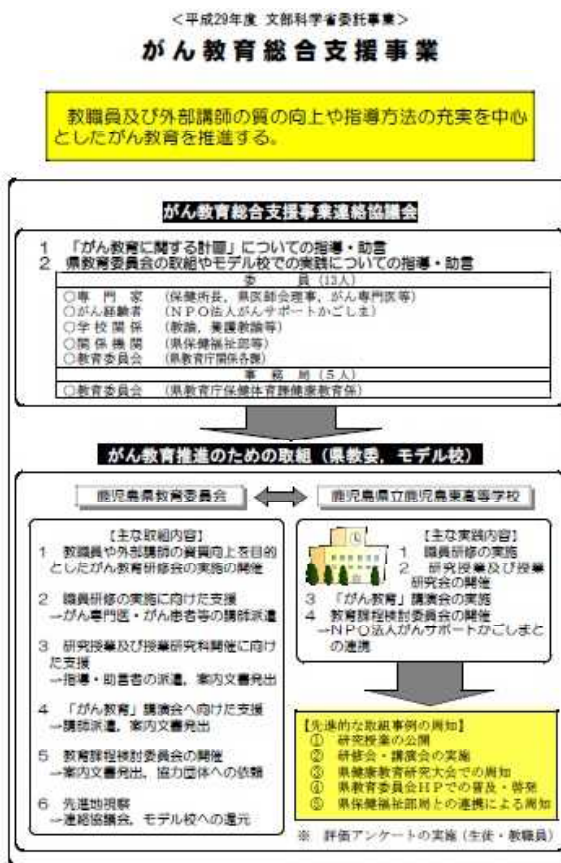 ＜平成29年度 文部科学省委託事業＞
がん教育総合支援事業
教職員及び外部講師の質の向上や指導方法の充実を中心
としたがん教育を推進する。
がん教育総合支援事業連絡協議会
1 「がん教育に関する計画」についての指導・助言
2 県教育委員会の取組やモデル校での実践についての指導・助言
委 員 (13人)
○専 門 家 (保健所長，県医師会理事，がん専門医等)
○がん経験者 (ＮＰＯ法人がんサポートかごしま)
○学校関係 (教諭，養護教諭等)
○関係機関 (県保健福祉部等)
○教育委員会 (県教育庁関係各課)
事 務 局 (５人)
○教育委員会 (県教育庁保健体育課健康教育係)
がん教育推進のための取組（県教委，モデル校）
鹿児島県教育委員会
鹿児島県立鹿児島東高等学校
【主な取組内容】
1 教職員や外部講師の資質向上を目的
としたがん教育研修会の実施の開催
2 職員研修の実施に向けた支援
→がん専門医・がん患者等の講師派遣
3 研究授業及び授業研究科開催に向け
た支援
→指導・助言者の派遣，案内文書発出
4 「がん教育」講演会へ向けた支援
→講師派遣，案内文書発出
5 教育課程検討委員会の開催
→案内文書発出，協力団体への依頼
6 先進地視察
→連絡協議会，モデル校への還元
【主な実践内容】
1 職員研修の実施
2 研究授業及び授業
研究会の開催
3 「がん教育」講演会の実施
4 教育課程検討委員会の開催
→ＮＰＯ法人がんサポートかごしまと
の連携
【先進的な取組事例の周知】
① 研究授業の公開
② 研修会・講演会の実施
③ 県健康教育研究大会での周知
④ 県教育委員会ＨＰでの普及・啓発
⑤ 県保健福祉部局との連携による周知
※ 評価アンケートの実施（生徒・教職員）